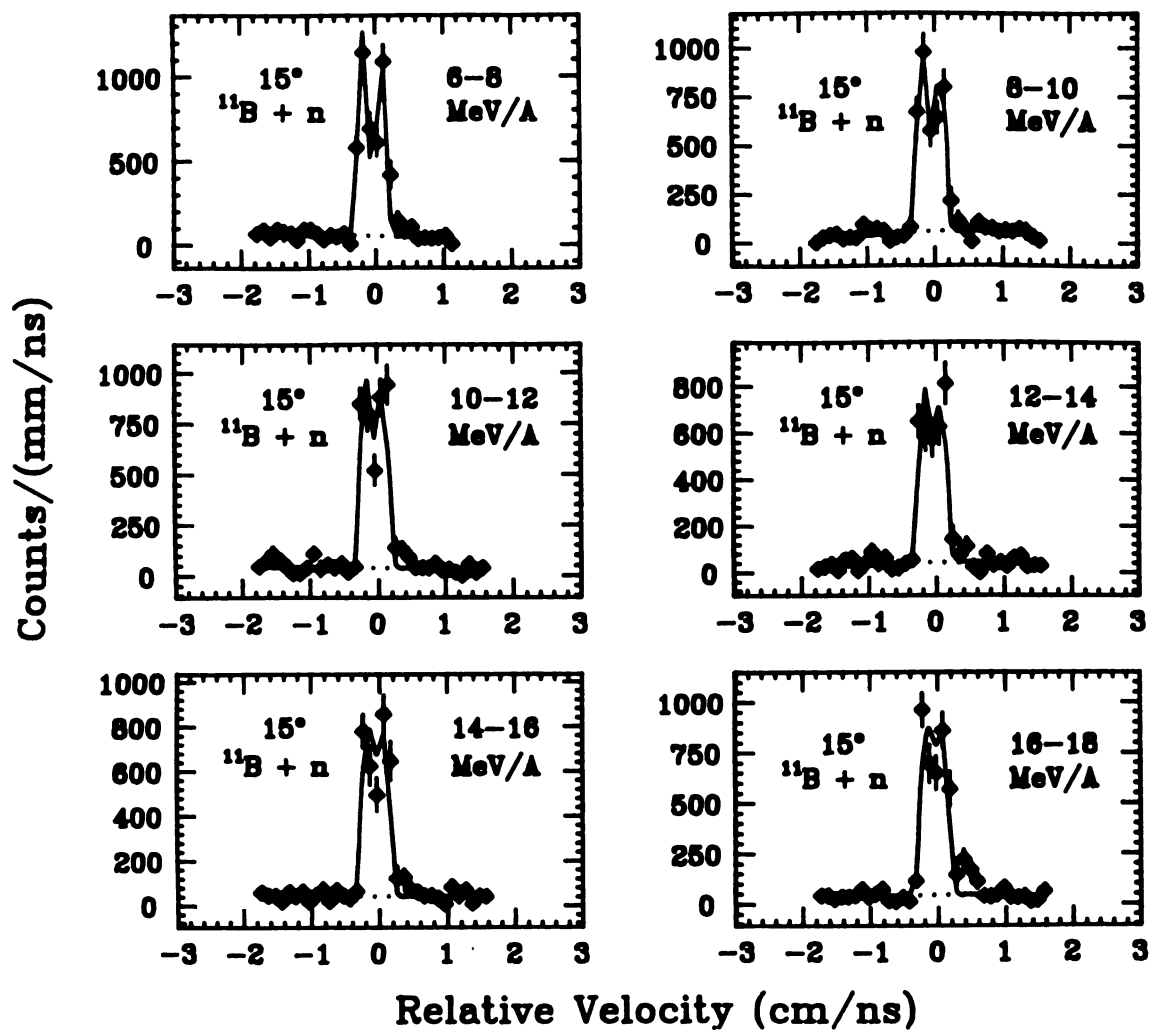 15° 6-8
¹¹B + n MeV/A
1000
500
0
-3 -2 -1 0 1 2 3
15° 8-10
¹¹B + n MeV/A
1000
750
500
250
0
-3 -2 -1 0 1 2 3
15° 10-12
¹¹B + n MeV/A
1000
750
500
250
0
-3 -2 -1 0 1 2 3
15° 12-14
¹¹B + n MeV/A
800
600
400
200
0
-3 -2 -1 0 1 2 3
15° 14-16
¹¹B + n MeV/A
1000
800
600
400
200
0
-3 -2 -1 0 1 2 3
15° 16-18
¹¹B + n MeV/A
1000
750
500
250
0
-3 -2 -1 0 1 2 3
Counts/(mm/ns)
Relative Velocity (cm/ns)